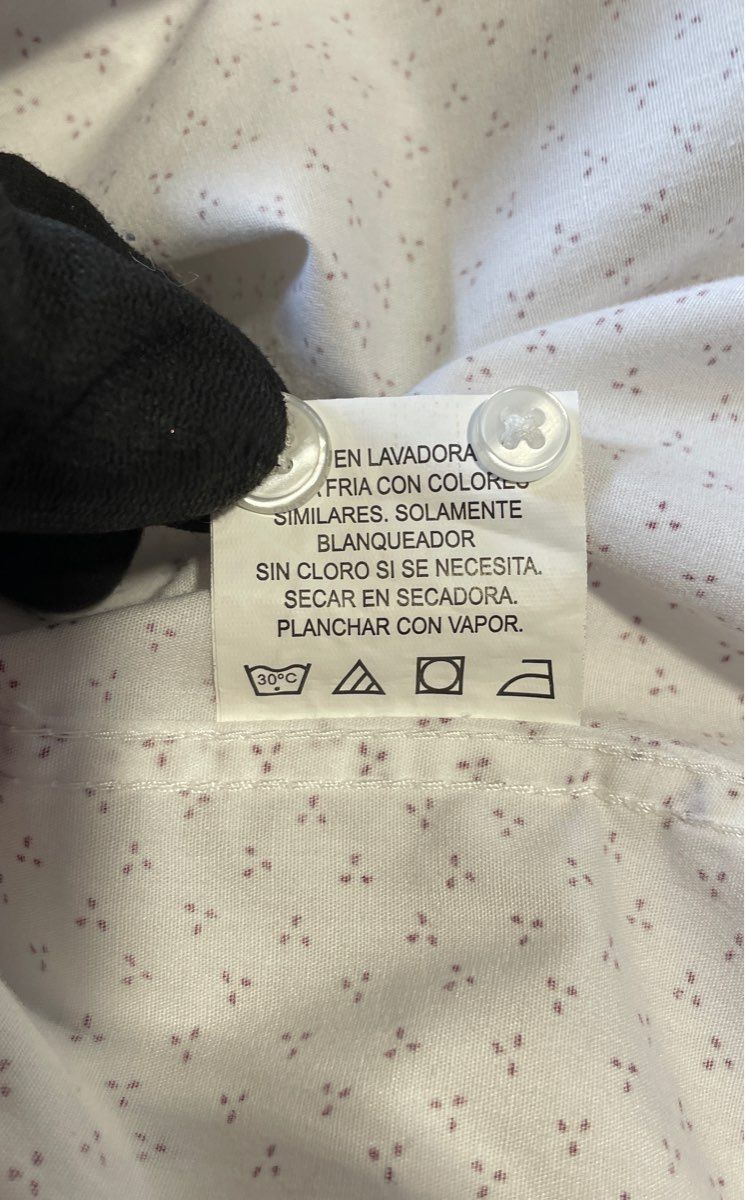 EN LAVADORA
FRIA CON COLORES
SIMILARES. SOLAMENTE
BLANQUEADOR
SIN CLORO SI SE NECESITA.
SECAR EN SECADORA.
PLANCHAR CON VAPOR.
30°C